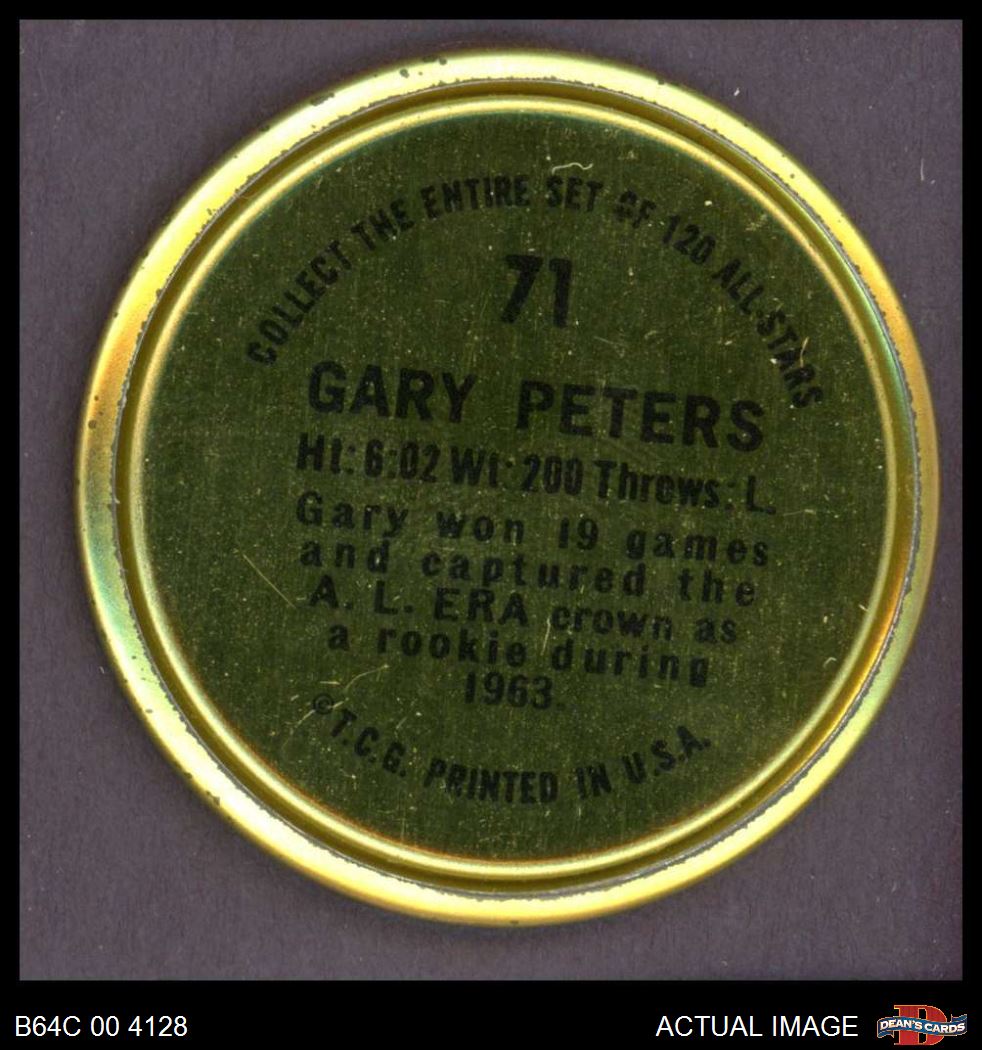 COLLECT THE ENTIRE SET OF 120 ALL-STARS
71
GARY PETERS
Ht: 6:02 Wt: 200 Throws: L.
Gary won 19 games
and captured the
A. L. ERA crown as
a rookie during
1963.
© T.C.G. PRINTED IN U.S.A.
B64C 00 4128
ACTUAL IMAGE
DEAN'S CARDS